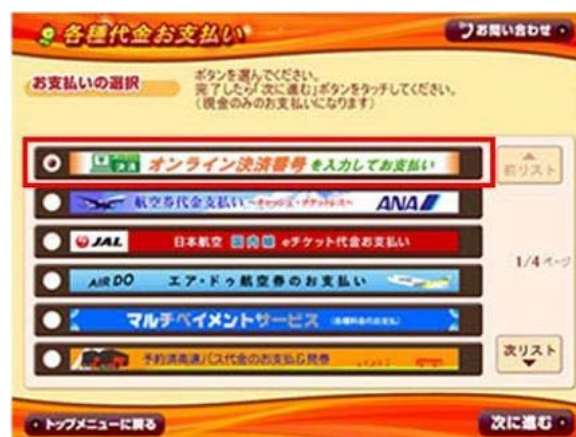 各種代金お支払い
お問い合わせ
お支払いの選択
ボタンを選んでください。
完了したら「次に進む」ボタンをタッチしてください。
(現金のみのお支払いになります)
オンライン決済番号を入力してお支払い
前リスト
航空券代金支払い ANA
JAL 日本航空 国内線 eチケット代金お支払い
1/4ページ
AIR DO エア・ドゥ航空券のお支払い
マルチペイメントサービス
予約済高速バス代金のお支払い&発券
次リスト
トップメニューに戻る
次に進む